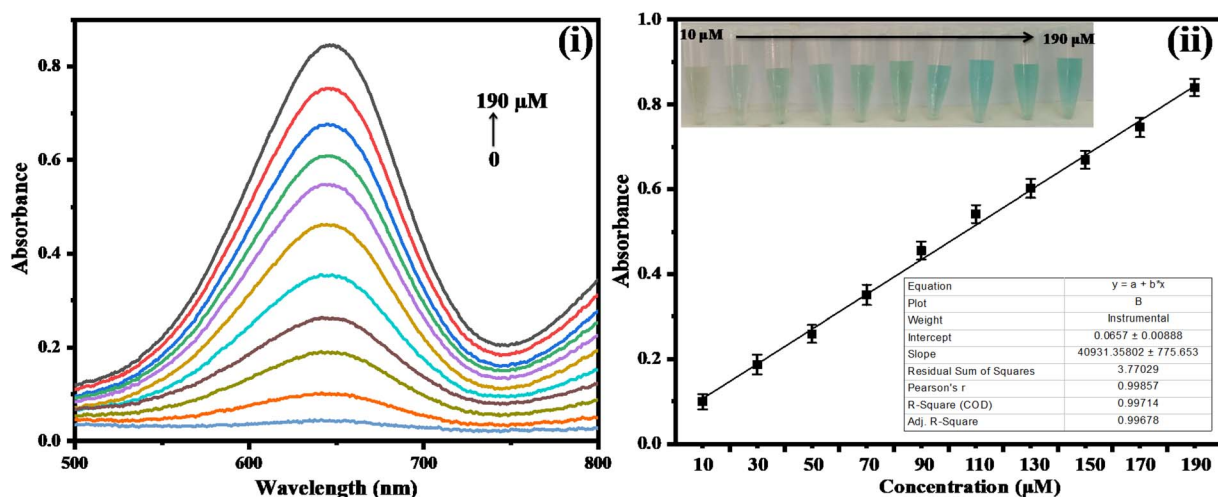 (i)
190 µM
0
Absorbance
0.8
0.6
0.4
0.2
0.0
500 600 700 800
Wavelength (nm)
(ii)
10 µM 190 µM
Absorbance
1.0
0.8
0.6
0.4
0.2
0.0
Equation y = a + b*x
Plot B
Weight Instrumental
Intercept 0.0657 ± 0.00888
Slope 40931.35802 ± 775.653
Residual Sum of Squares 3.77029
Pearson's r 0.99857
R-Square (COD) 0.99714
Adj. R-Square 0.99678
10 30 50 70 90 110 130 150 170 190
Concentration (µM)